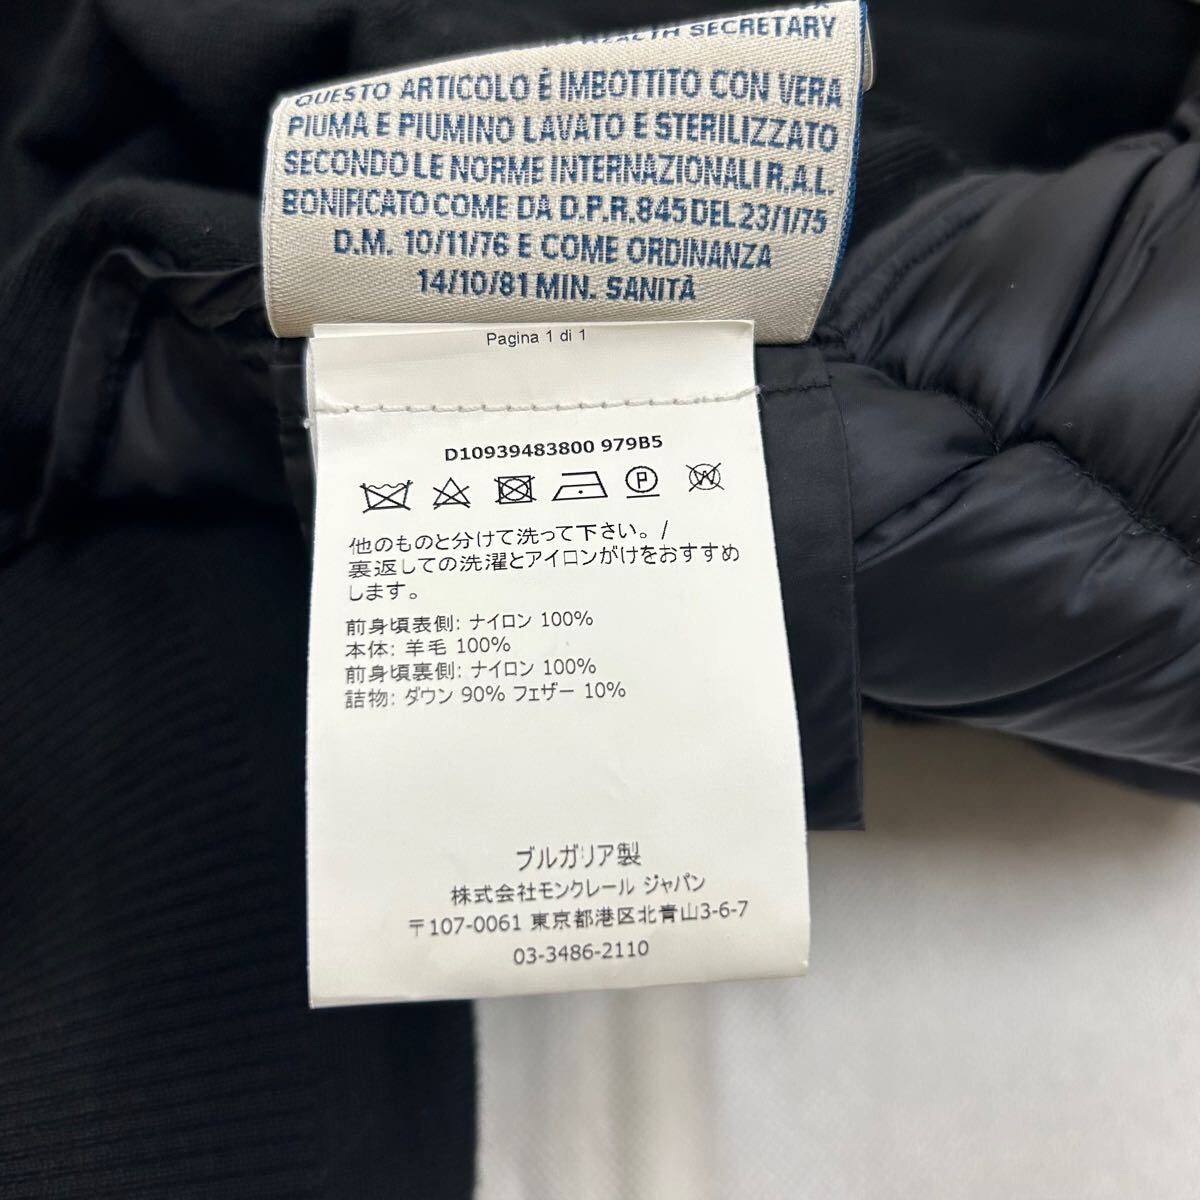 HEALTH SECRETARY
QUESTO ARTICOLO È IMBOTTITO CON VERA
PIUMA E PIUMINO LAVATO E STERILIZZATO
SECONDO LE NORME INTERNAZIONALI R.A.L.
BONIFICATO COME DA D.P.R.845 DEL 23/1/75
D.M. 10/11/76 E COME ORDINANZA
14/10/81 MIN. SANITÀ
Pagina 1 di 1
D10939483800 979B5
P
W
他のものと分けて洗って下さい。/
裏返しての洗濯とアイロンがけをおすすめ
します。
前身頃表側: ナイロン 100%
本体: 羊毛 100%
前身頃裏側: ナイロン 100%
詰物: ダウン 90% フェザー 10%
ブルガリア製
株式会社モンクレール ジャパン
〒107-0061 東京都港区北青山3-6-7
03-3486-2110